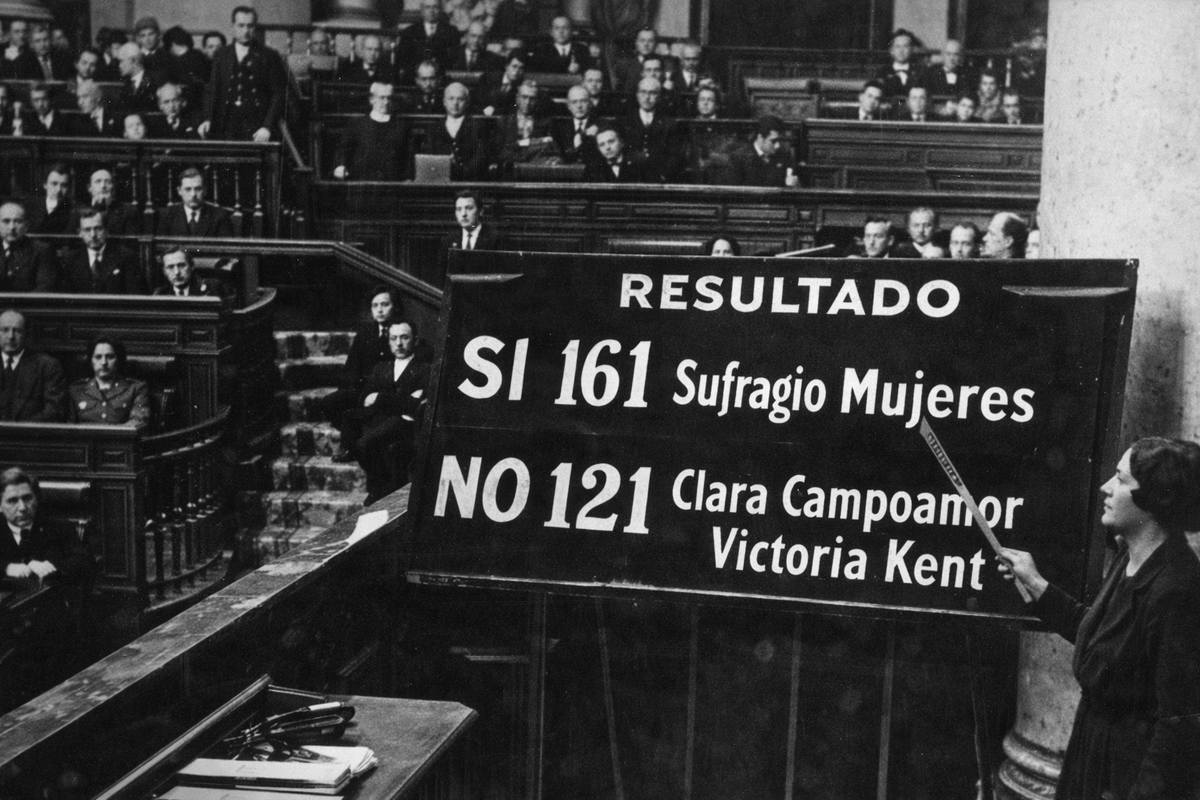 RESULTADO
SI 161 Sufragio Mujeres
NO 121 Clara Campoamor
Victoria Kent